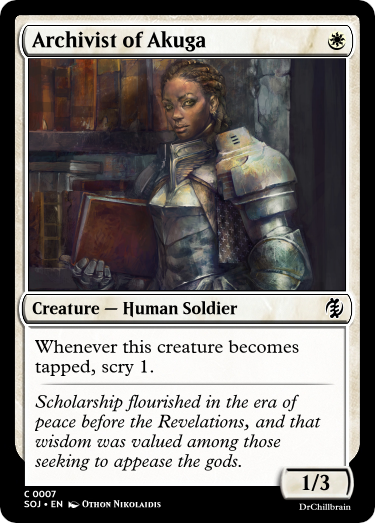 Archivist of Akuga
Creature — Human Soldier
Whenever this creature becomes
tapped, scry 1.
Scholarship flourished in the era of
peace before the Revelations, and that
wisdom was valued among those
seeking to appease the gods.
1/3
C 0007
SOJ • EN Othon Nikolaidis
DrChillbrain